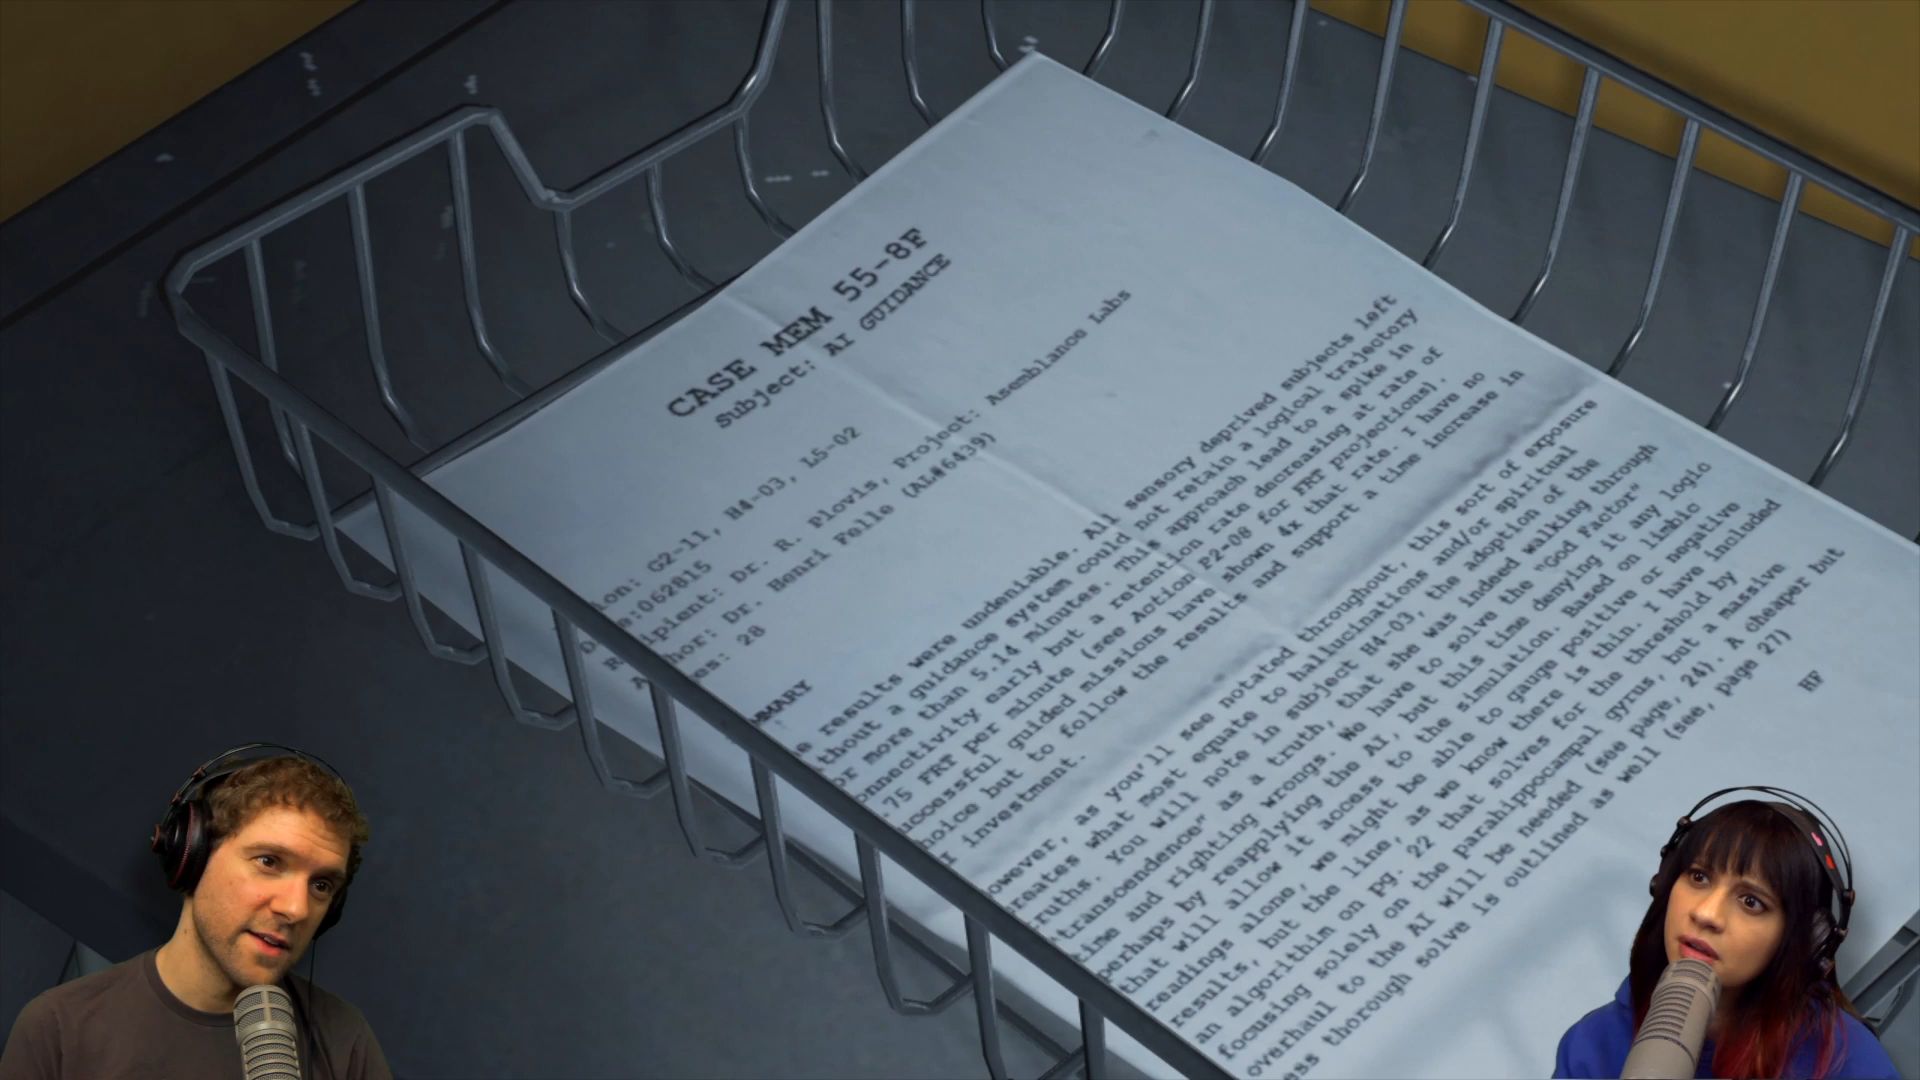 CASE MEM 55-8F
Subject: AI GUIDANCE
on: G2-11, H4-03, L5-02
e:062815
R ipient: Dr. R. Plovis, Project: Asemblance Labs
A hor: Dr. Henri Felle (AL#6439)
es: 28
MMARY
e results were undeniable. All sensory deprived subjects left
thout a guidance system could not retain a logical trajectory
or more than 5.14 minutes. This approach lead to a spike in
onnectivity early but a retention rate decreasing at rate of
.75 FRT per minute (see Action P2-08 for FRT projections).
uccessful guided missions have shown 4x that rate. I have no
hoice but to follow the results and support a time increase in
I investment.
owever, as you'll see notated throughout, this sort of exposure
reates what most equate to hallucinations and/or spiritual
ruths. You will note in subject H4-03, the adoption of the
transcendence" as a truth, that she was indeed walking through
time and righting wrongs. We have to solve the "God Factor"
perhaps by reapplying the AI, but this time denying it any logic
that will allow it access to the simulation. Based on limbic
readings alone, we might be able to gauge positive or negative
results, but the line, as we know there is thin. I have included
an algorithim on pg. 22 that solves for the threshold by
focusing solely on the parahippocampal gyrus, but a massive
overhaul to the AI will be needed (see page, 24). A cheaper but
ess thorough solve is outlined as well (see, page 27)
HF